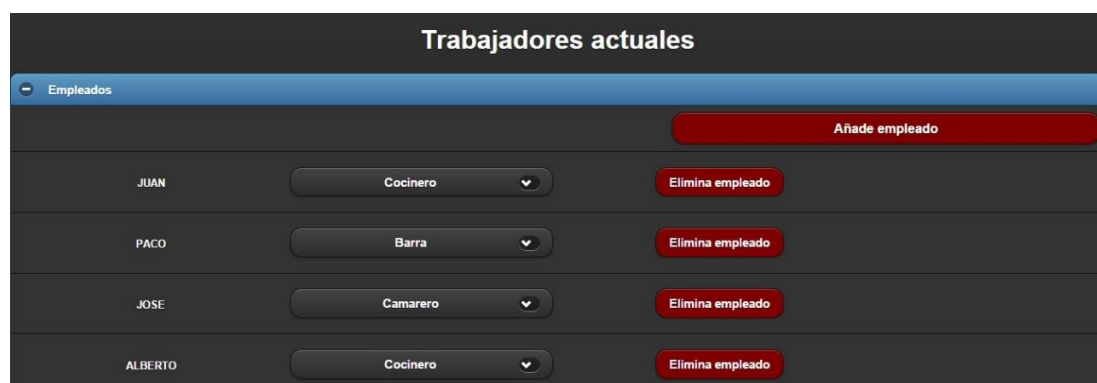 Trabajadores actuales
Empleados
Añade empleado
JUAN Cocinero Elimina empleado
PACO Barra Elimina empleado
JOSE Camarero Elimina empleado
ALBERTO Cocinero Elimina empleado